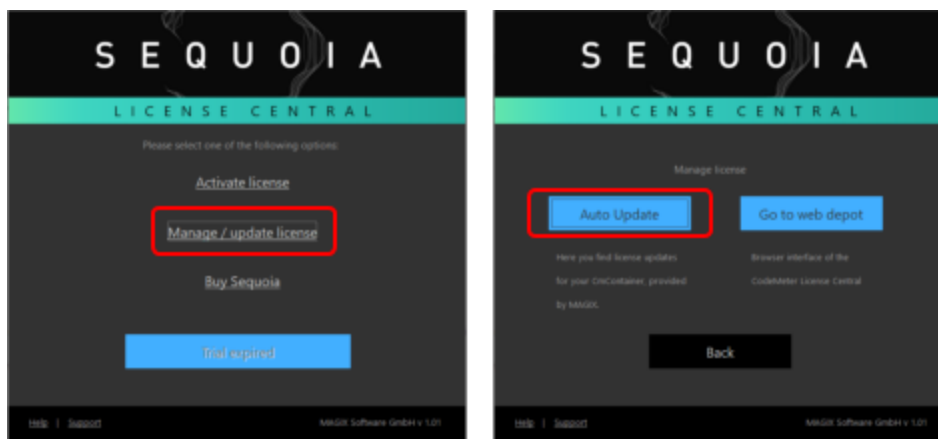 SEQUOIA
LICENSE CENTRAL
Please select one of the following options:
Activate license
Manage / update license
Buy Sequoia
Trial expired
Help | Support
MAGIX Software GmbH v 1.01
SEQUOIA
LICENSE CENTRAL
Manage license
Auto Update
Here you find license updates
for your CmContainer, provided
by MAGIX.
Go to web depot
Browser interface of the
CodeMeter License Central
Back
Help | Support
MAGIX Software GmbH v 1.01